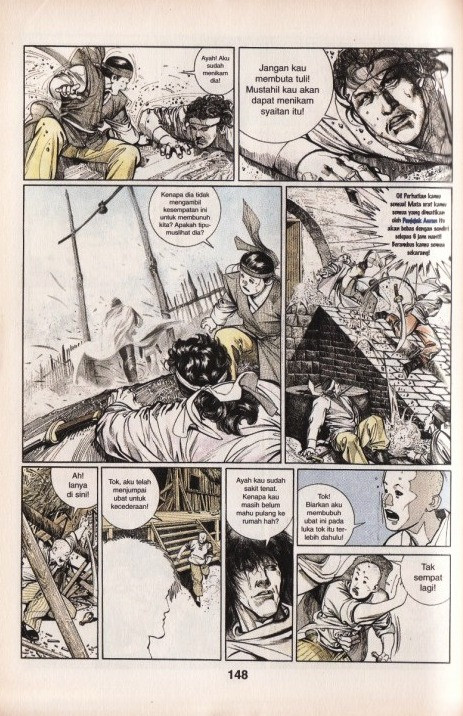 Ayah! Aku
sudah
menikam
dia!
Jangan kau
membuta tuli!
Mustahil kau akan
dapat menikam
syaitan itu!
Kenapa dia tidak
mengambil
kesempatan ini
untuk membunuh
kita? Apakah tipu-
muslihat dia?
Oi! Perhatian kamu
semua! Mata urat kamu
semua yang dimatikan
oleh
itu
akan bebas dengan sendiri
selepas 6 jam nanti!
Berambus kamu semua
sekarang!
Ah!
Ianya
di sini!
Tok, aku telah
menjumpai
ubat untuk
kecederaan!
Ayah kau sudah
sakit tenat.
Kenapa kau
masih belum
mahu pulang ke
rumah hah?
Tok!
Biarkan aku
membubuh
ubat ini pada
luka tok itu ter-
lebih dahulu!
Tak
sempat
lagi!
148